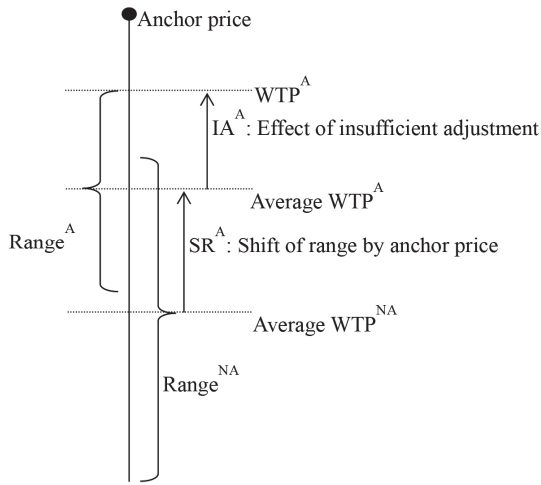 Anchor price
WTP^A
IA^A: Effect of insufficient adjustment
Average WTP^A
Range^A
SR^A: Shift of range by anchor price
Average WTP^NA
Range^NA